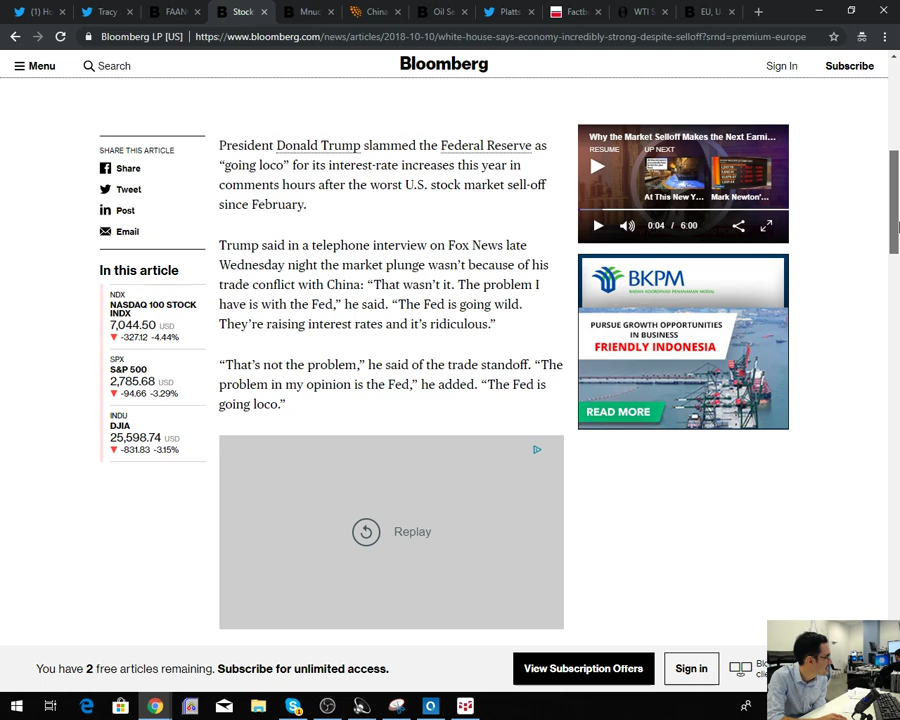 (1) Ho
Tracy
FAAN
Stock
Mnuc
China
Oil Se
Platts
Factb
WTI S
EU, U
Bloomberg LP [US]
https://www.bloomberg.com/news/articles/2018-10-10/white-house-says-economy-incredibly-strong-despite-selloff?srnd=premium-europe
Menu
Search
Bloomberg
Sign In
Subscribe
SHARE THIS ARTICLE
Share
Tweet
Post
Email
In this article
NDX
NASDAQ 100 STOCK
INDX
7,044.50 USD
-327.12 -4.44%
SPX
S&P 500
2,785.68 USD
-94.66 -3.29%
INDU
DJIA
25,598.74 USD
-831.83 -3.15%
President Donald Trump slammed the Federal Reserve as
“going loco” for its interest-rate increases this year in
comments hours after the worst U.S. stock market sell-off
since February.
Trump said in a telephone interview on Fox News late
Wednesday night the market plunge wasn’t because of his
trade conflict with China: “That wasn’t it. The problem I
have is with the Fed,” he said. “The Fed is going wild.
They’re raising interest rates and it’s ridiculous.”
“That’s not the problem,” he said of the trade standoff. “The
problem in my opinion is the Fed,” he added. “The Fed is
going loco.”
Replay
Why the Market Selloff Makes the Next Earni...
RESUME
UP NEXT
At This New Y...
Mark Newton'...
0:04 / 6:00
BKPM
PURSUE GROWTH OPPORTUNITIES
IN BUSINESS
FRIENDLY INDONESIA
READ MORE
You have 2 free articles remaining. Subscribe for unlimited access.
View Subscription Offers
Sign in